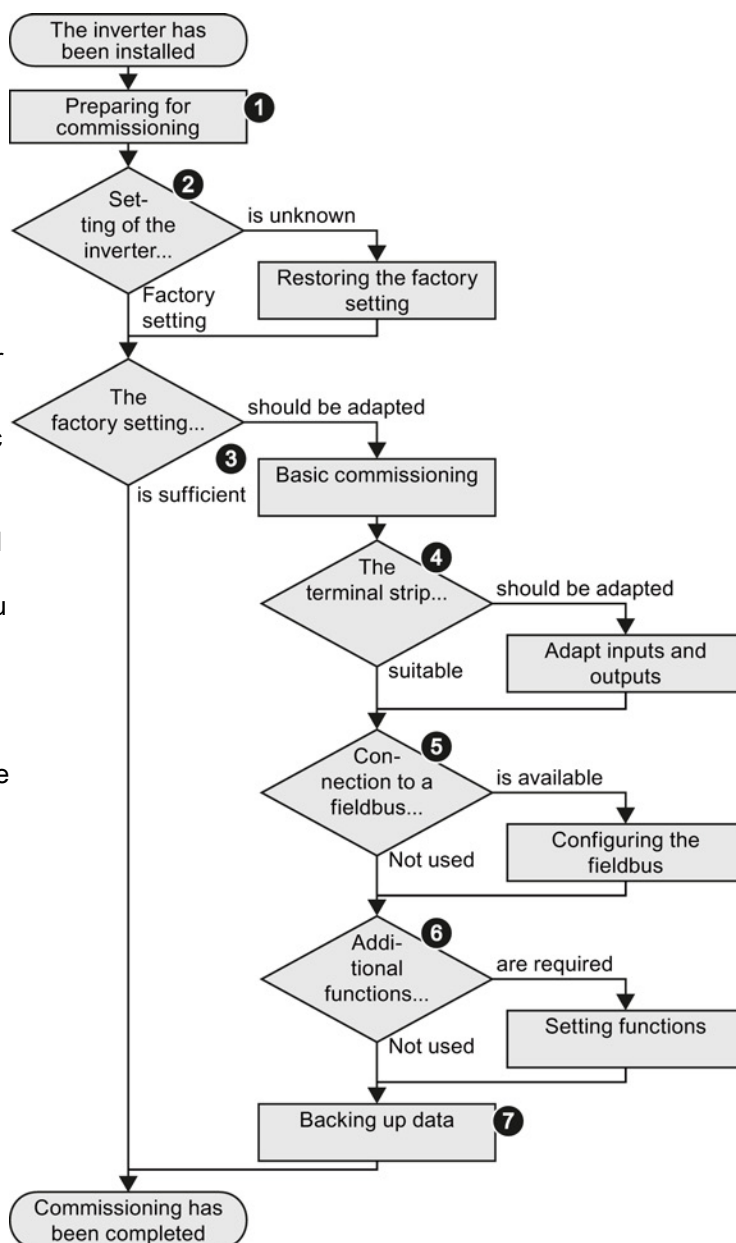 The inverter has
been installed
Preparing for
commissioning
1
2
Set-
ting of the
inverter...
is unknown
Restoring the factory
setting
Factory
setting
The
factory setting...
should be adapted
3
is sufficient
Basic commissioning
4
The
terminal strip...
should be adapted
Adapt inputs and
outputs
suitable
5
Con-
nection to a
fieldbus...
is available
Configuring the
fieldbus
Not used
6
Addi-
tional
functions...
are required
Setting functions
Not used
Backing up data
7
Commissioning has
been completed